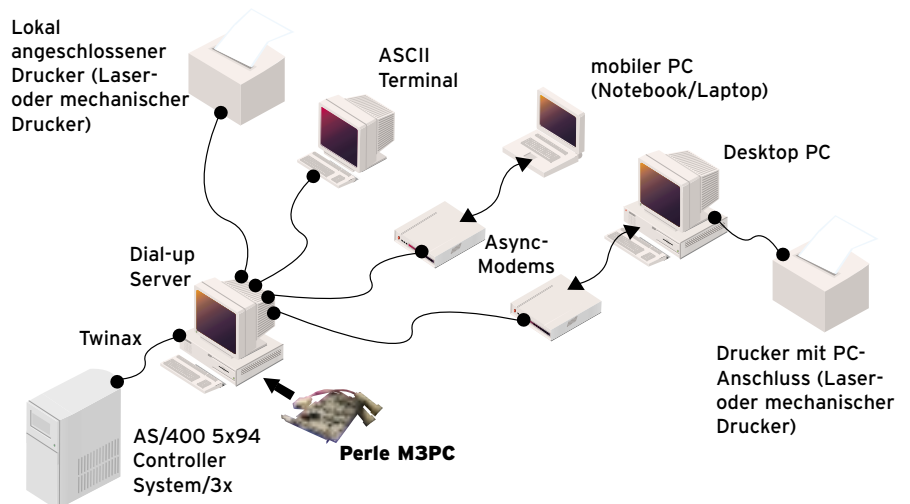 Lokal
angeschlossener
Drucker (Laser-
oder mechanischer
Drucker)
ASCII
Terminal
mobiler PC
(Notebook/Laptop)
Desktop PC
Dial-up
Server
Async-
Modems
Twinax
Drucker mit PC-
Anschluss (Laser-
oder mechanischer
Drucker)
AS/400 5x94
Controller
System/3x
Perle M3PC